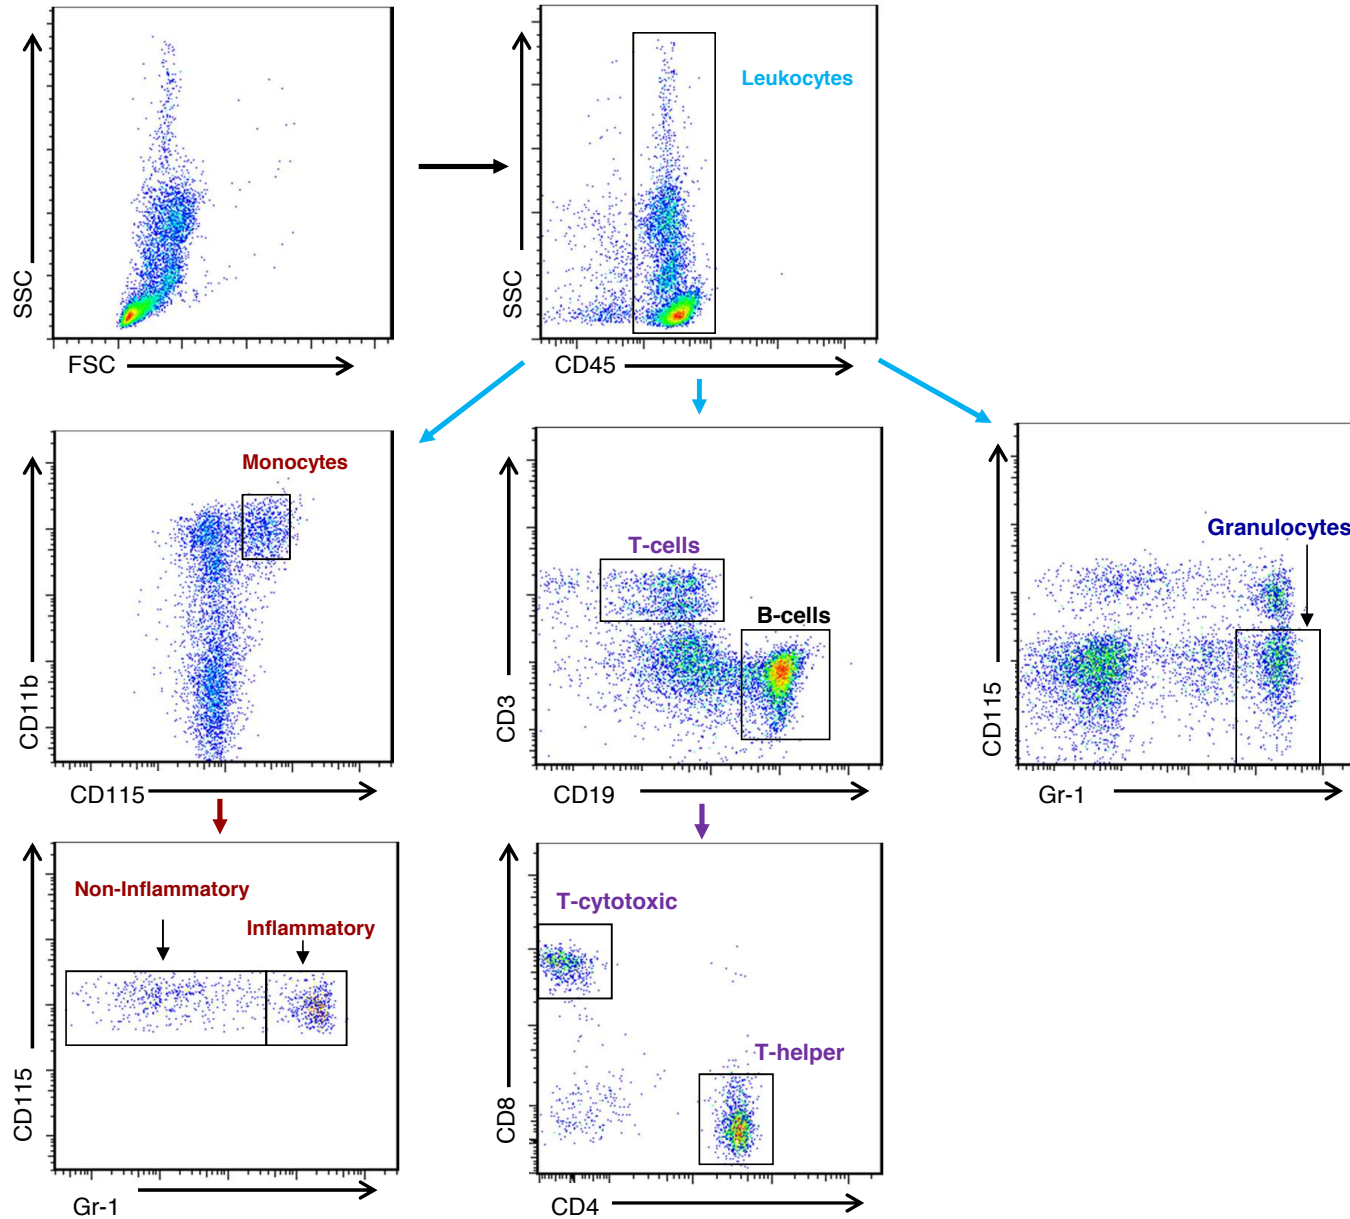 SSC
FSC
Leukocytes
SSC
CD45
Monocytes
CD11b
CD115
T-cells
B-cells
CD3
CD19
Granulocytes
CD115
Gr-1
Non-Inflammatory
Inflammatory
CD115
Gr-1
T-cytotoxic
T-helper
CD8
CD4